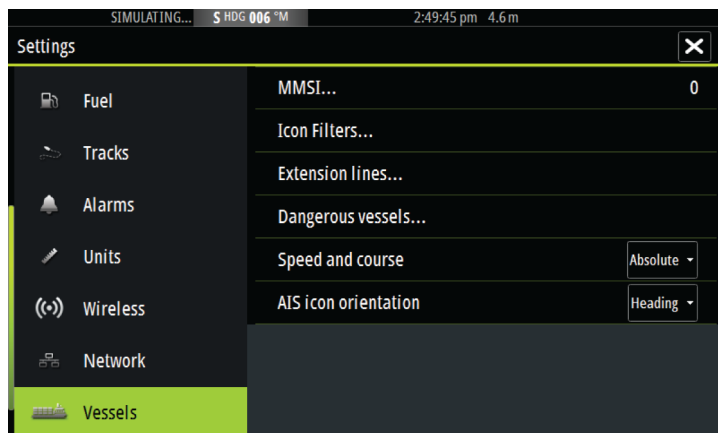 SIMULATING... S HDG 006 °M 2:49:45 pm 4.6 m
Settings
Fuel
Tracks
Alarms
Units
Wireless
Network
Vessels
MMSI... 0
Icon Filters...
Extension lines...
Dangerous vessels...
Speed and course Absolute
AIS icon orientation Heading